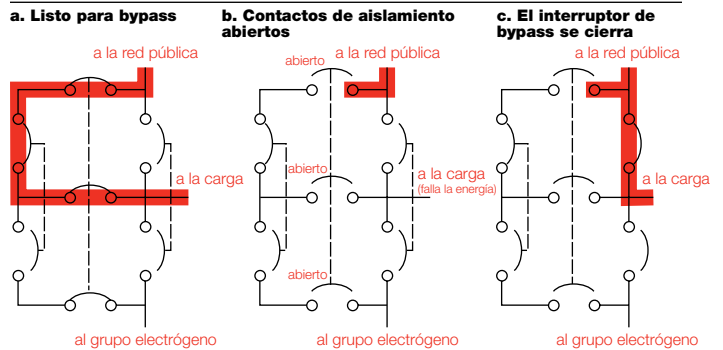 a. Listo para bypass
a la red pública
a la carga
al grupo electrógeno
b. Contactos de aislamiento
abiertos
a la red pública
abierto
abierto
a la carga
(falla la energía)
abierto
al grupo electrógeno
c. El interruptor de
bypass se cierra
a la red pública
a la carga
al grupo electrógeno